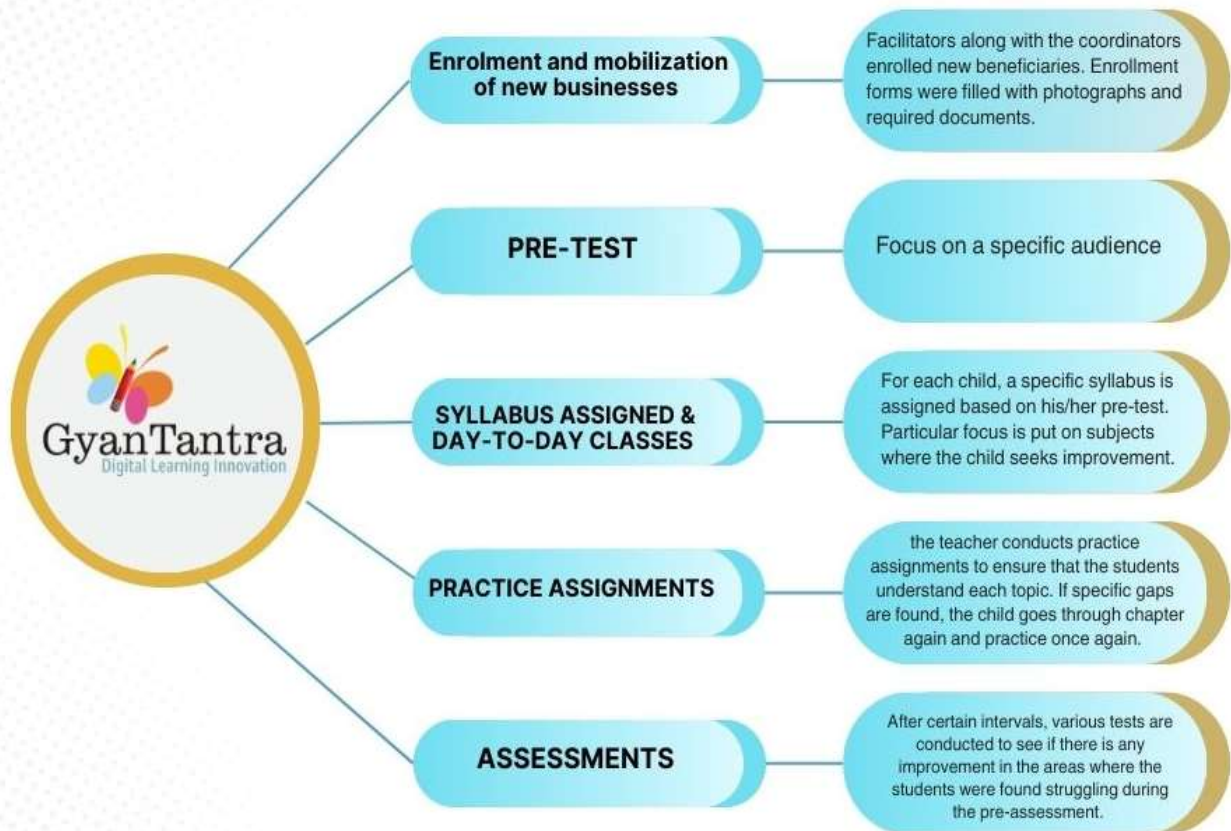 Enrolment and mobilization
of new businesses
Facilitators along with the coordinators
enrolled new beneficiaries. Enrollment
forms were filled with photographs and
required documents.
PRE-TEST
Focus on a specific audience
GyanTantra
Digital Learning Innovation
SYLLABUS ASSIGNED &
DAY-TO-DAY CLASSES
For each child, a specific syllabus is
assigned based on his/her pre-test.
Particular focus is put on subjects
where the child seeks improvement.
PRACTICE ASSIGNMENTS
the teacher conducts practice
assignments to ensure that the students
understand each topic. If specific gaps
are found, the child goes through chapter
again and practice once again.
ASSESSMENTS
After certain intervals, various tests are
conducted to see if there is any
improvement in the areas where the
students were found struggling during
the pre-assessment.